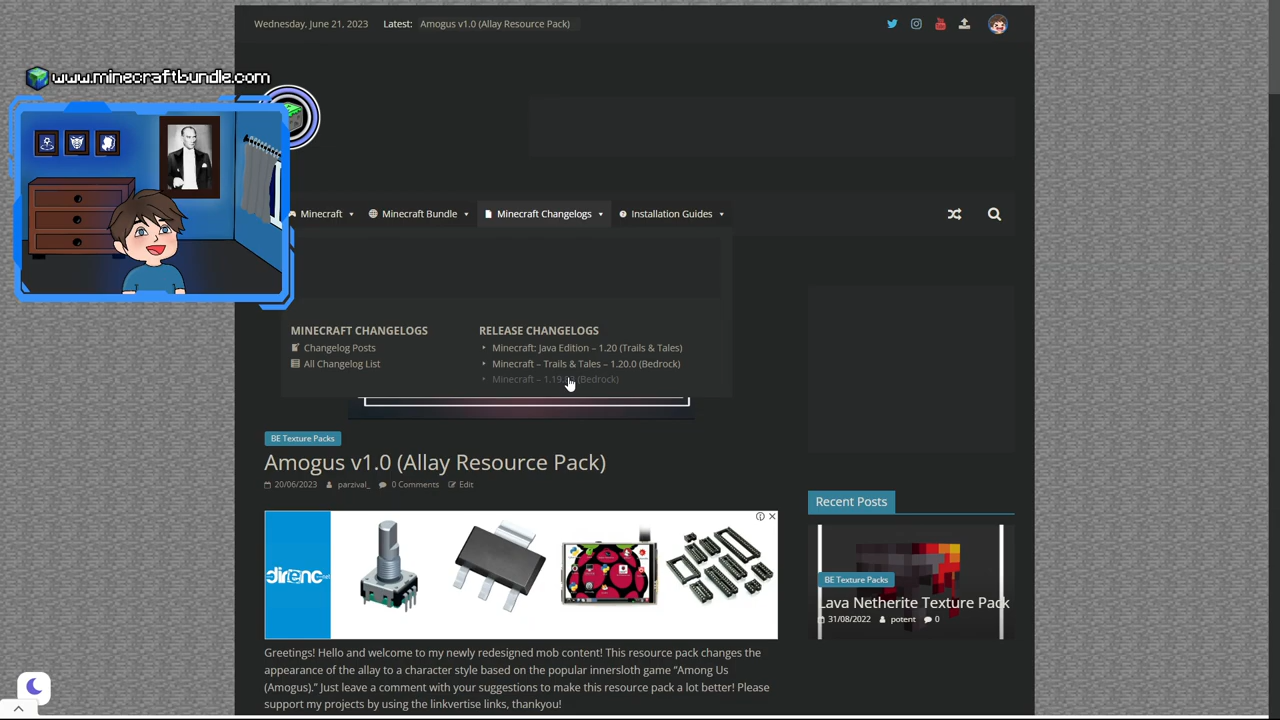 Wednesday, June 21, 2023
Latest:
Amogus v1.0 (Allay Resource Pack)
www.minecraftbundle.com
Minecraft
Minecraft Bundle
Minecraft Changelogs
Installation Guides
MINECRAFT CHANGELOGS
Changelog Posts
All Changelog List
RELEASE CHANGELOGS
Minecraft: Java Edition – 1.20 (Trails & Tales)
Minecraft – Trails & Tales – 1.20.0 (Bedrock)
Minecraft – (Bedrock)
BE Texture Packs
Amogus v1.0 (Allay Resource Pack)
20/06/2023 parzival_ 0 Comments Edit
direnc.net
Greetings! Hello and welcome to my newly redesigned mob content! This resource pack changes the
appearance of the allay to a character style based on the popular innersloth game “Among Us
(Amogus).” Just leave a comment with your suggestions to make this resource pack a lot better! Please
support my projects by using the linkvertise links, thankyou!
Recent Posts
BE Texture Packs
Lava Netherite Texture Pack
31/08/2022 potent 0